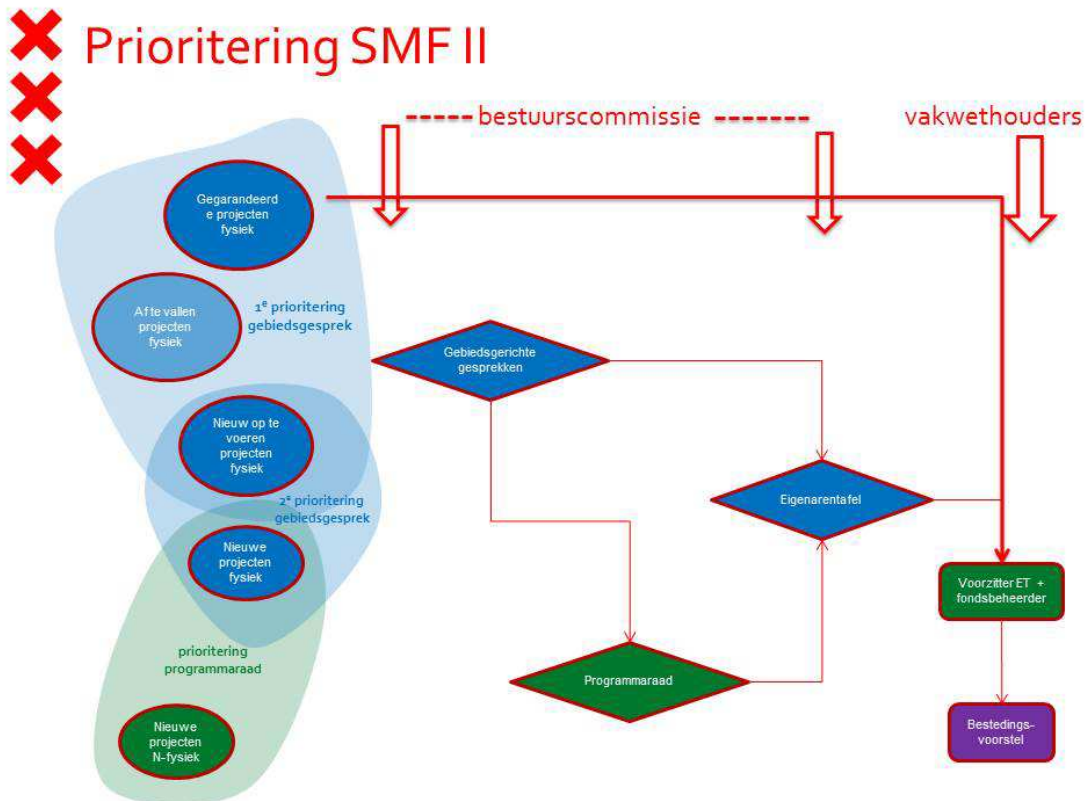 Prioritering SMF II
----- bestuurscommissie -------
vakwethouders
Gegarandeerd
e projecten
fysiek
Af te vallen
projecten
fysiek
1e prioritering
gebiedsgesprek
Gebiedsgerichte
gesprekken
Nieuw op te
voeren
projecten
fysiek
2e prioritering
gebiedsgesprek
Eigenarentafel
Nieuwe
projecten
fysiek
Voorzitter ET +
fondsbeheerder
prioritering
programmaraad
Programmaraad
Nieuwe
projecten
N-fysiek
Bestedings-
voorstel